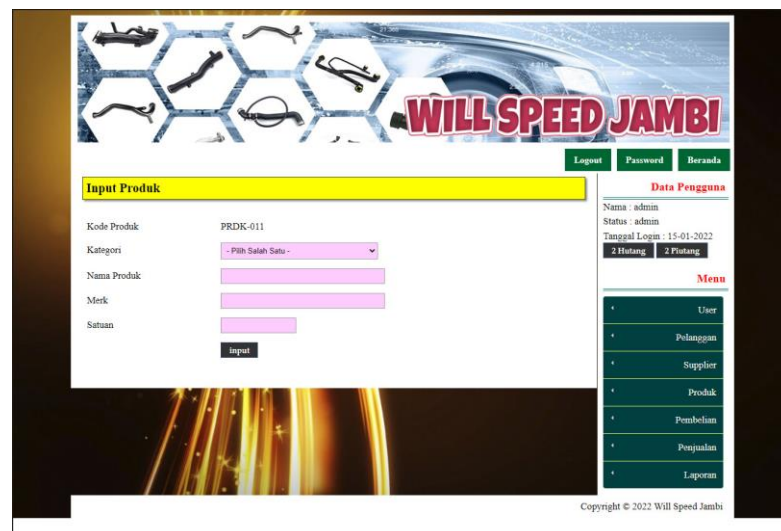 WILL SPEED JAMBI
Logout Password Beranda
Input Produk
Kode Produk PRDK-011
Kategori - Pilih Salah Satu -
Nama Produk
Merk
Satuan
input
Data Pengguna
Nama : admin
Status : admin
Tanggal Login : 15-01-2022
2 Hutang 2 Piutang
Menu
User
Pelanggan
Supplier
Produk
Pembelian
Penjualan
Laporan
Copyright © 2022 Will Speed Jambi